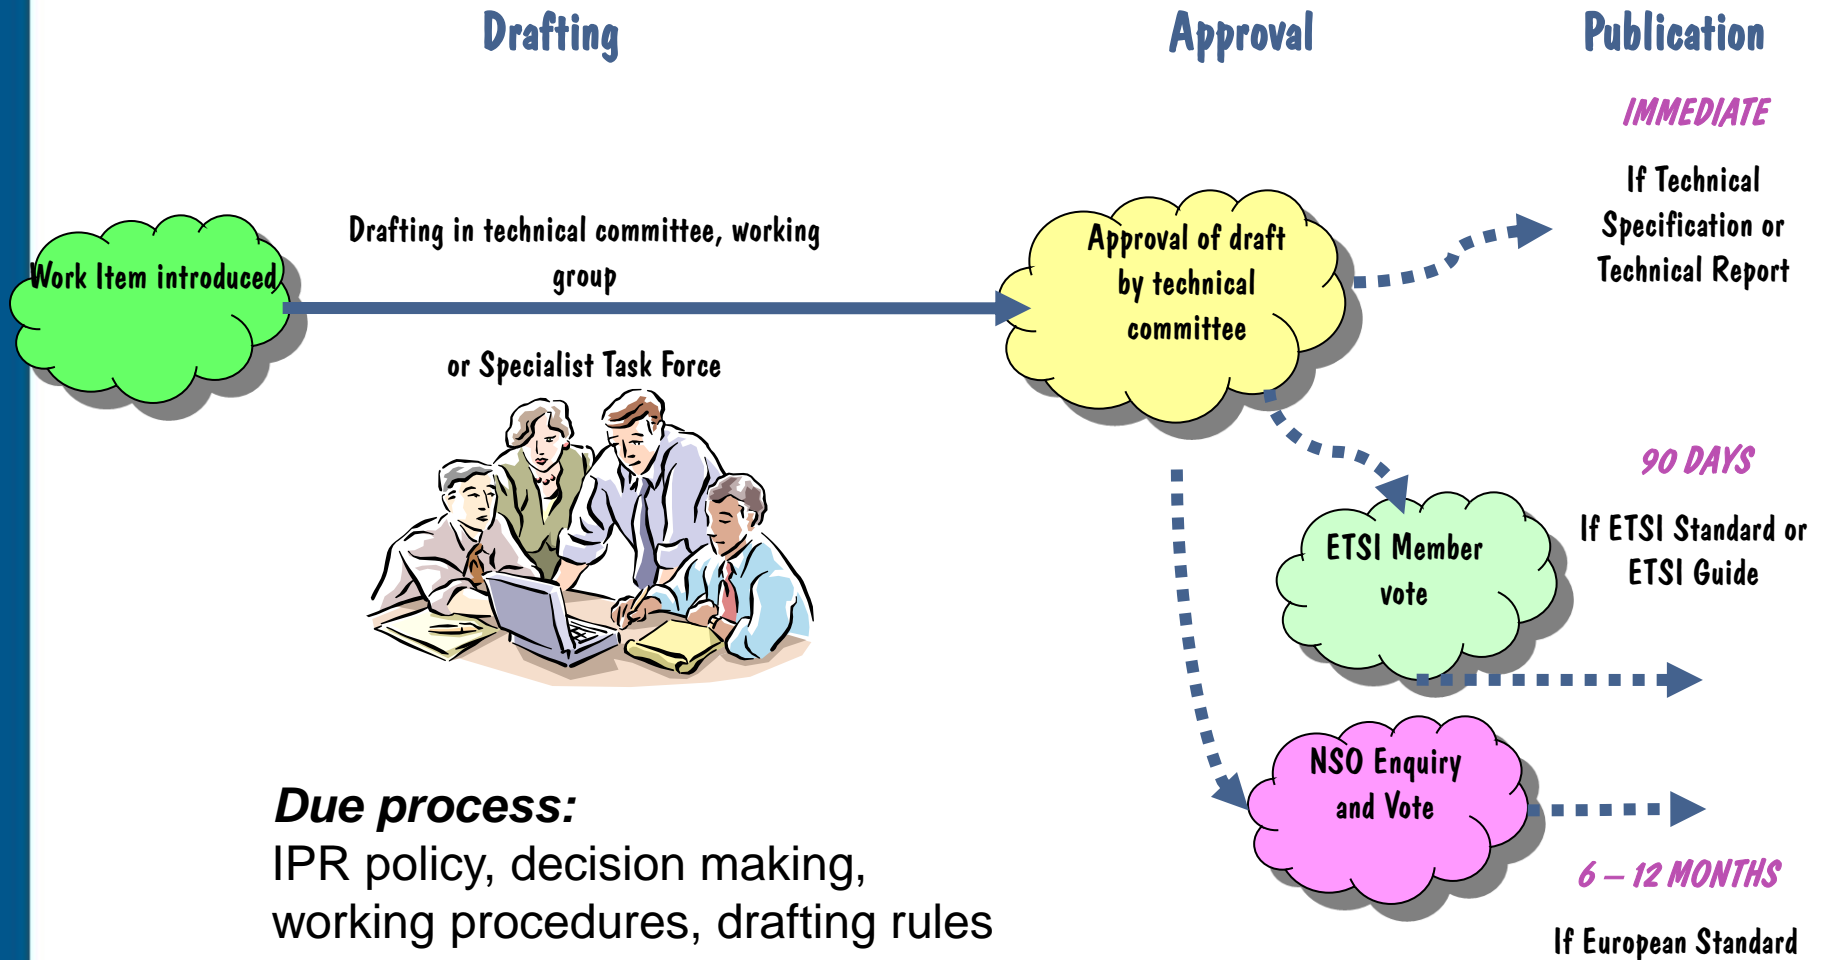 Drafting
Approval
Publication
IMMEDIATE
If Technical
Specification or
Technical Report
Work Item introduced
Drafting in technical committee, working
group
or Specialist Task Force
Approval of draft
by technical
committee
90 DAYS
If ETSI Standard or
ETSI Guide
ETSI Member
vote
NSO Enquiry
and Vote
6 – 12 MONTHS
If European Standard
Due process:
IPR policy, decision making,
working procedures, drafting rules